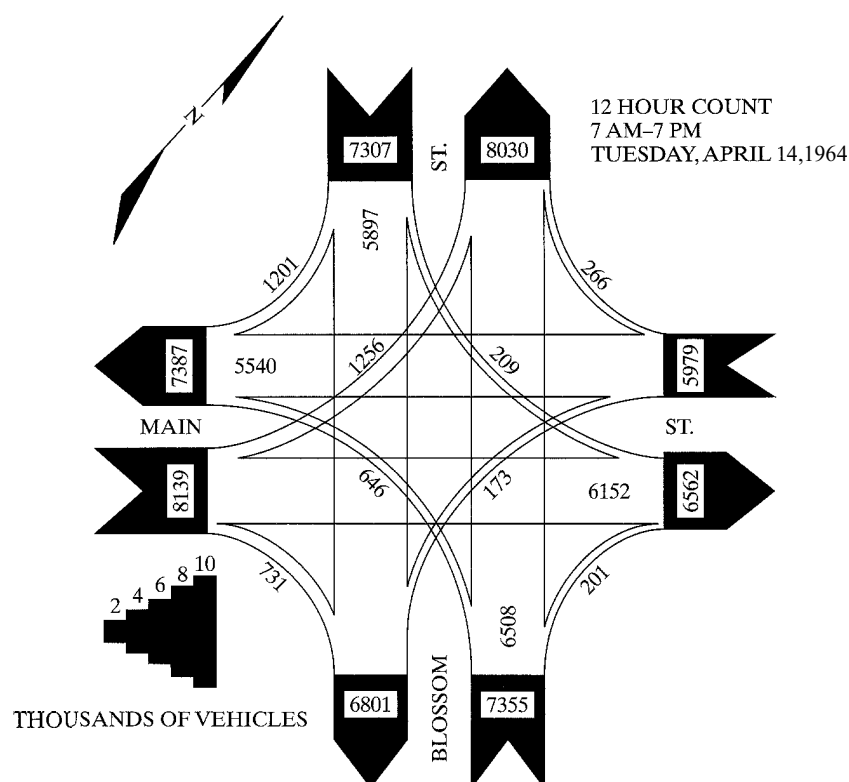 12 HOUR COUNT
7 AM–7 PM
TUESDAY, APRIL 14,1964
N
7307
ST.
8030
5897
1201
266
7387
5540
1256
209
5979
MAIN
ST.
8139
646
173
6152
6562
731
201
2 4 6 8 10
6508
THOUSANDS OF VEHICLES
6801
BLOSSOM
7355